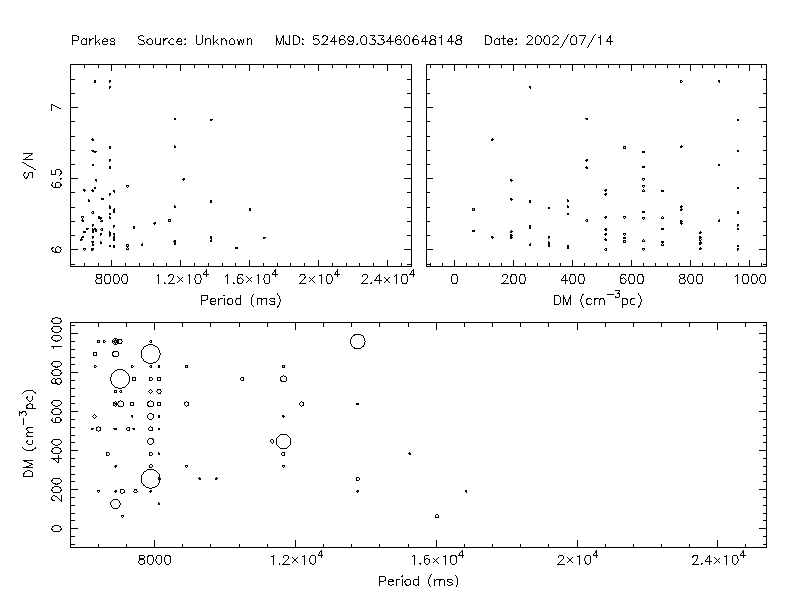 Parkes Source: Unknown MJD: 52469.033460648148 Date: 2002/07/14
7
6.5
6
S/N
8000 1.2×10⁴ 1.6×10⁴ 2×10⁴ 2.4×10⁴
Period (ms)
0 200 400 600 800 1000
DM (cm⁻³pc)
1000
800
600
400
200
0
DM (cm⁻³pc)
8000 1.2×10⁴ 1.6×10⁴ 2×10⁴ 2.4×10⁴
Period (ms)